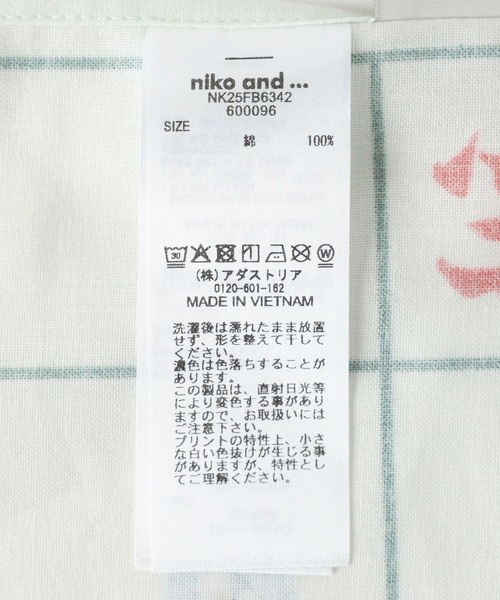 niko and ...
NK25FB6342
600096
SIZE
綿 100%
30 W
(株)アダストリア
0120-601-162
MADE IN VIETNAM
洗濯後は濡れたまま放置
せず、形を整えて干して
ください。
濃色は色落ちすることが
あります。
この製品は、直射日光等
により変色する事があり
ますので、お取扱いには
ご注意下さい。
プリントの特性上、小さ
な白い色抜けが生じる事
がありますが、特性とし
てご理解ください。